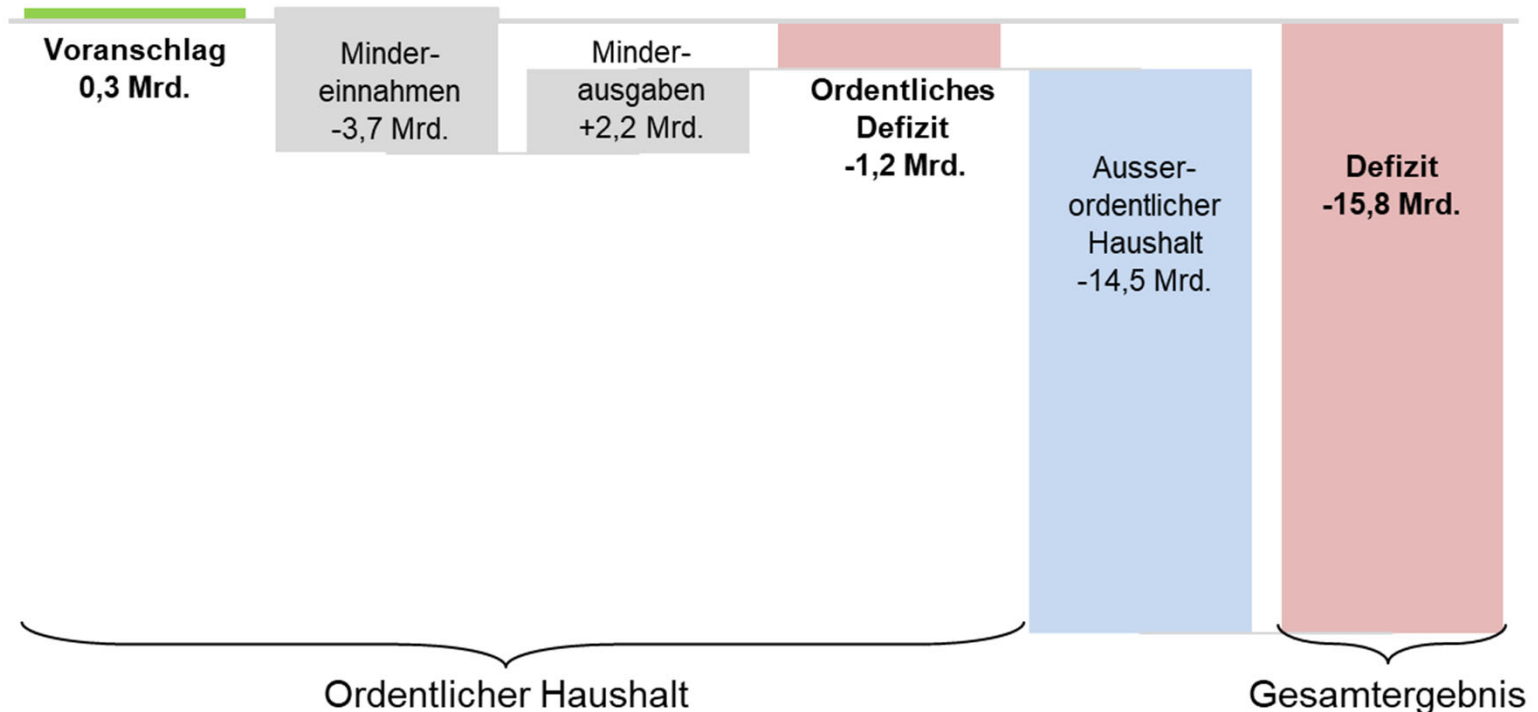 Voranschlag
0,3 Mrd.
Minder-
einnahmen
-3,7 Mrd.
Minder-
ausgaben
+2,2 Mrd.
Ordentliches
Defizit
-1,2 Mrd.
Ausser-
ordentlicher
Haushalt
-14,5 Mrd.
Defizit
-15,8 Mrd.
Ordentlicher Haushalt
Gesamtergebnis